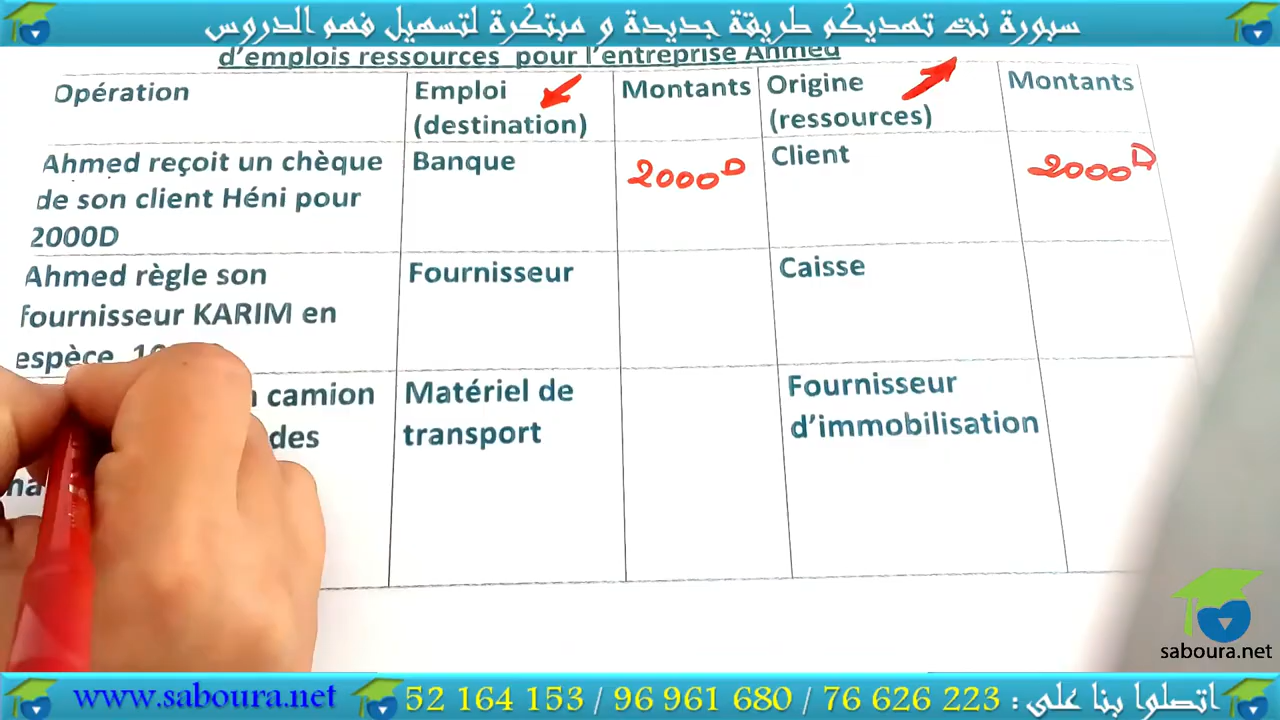 سبورة نت تهديكم طريقة جديدة و مبتكرة لتسهيل فهم الدروس
d’emplois ressources pour l’entreprise Ahmed
Opération
Emploi
(destination)
Montants
Origine
(ressources)
Montants
Ahmed reçoit un chèque
de son client Héni pour
2000D
Banque
2000D
Client
2000D
Ahmed règle son
fournisseur KARIM en
espèce
Fournisseur
Caisse
camion
des
Matériel de
transport
Fournisseur
d’immobilisation
saboura.net
www.saboura.net
52 164 153 / 96 961 680 / 76 626 223 : اتصلوا بنا على